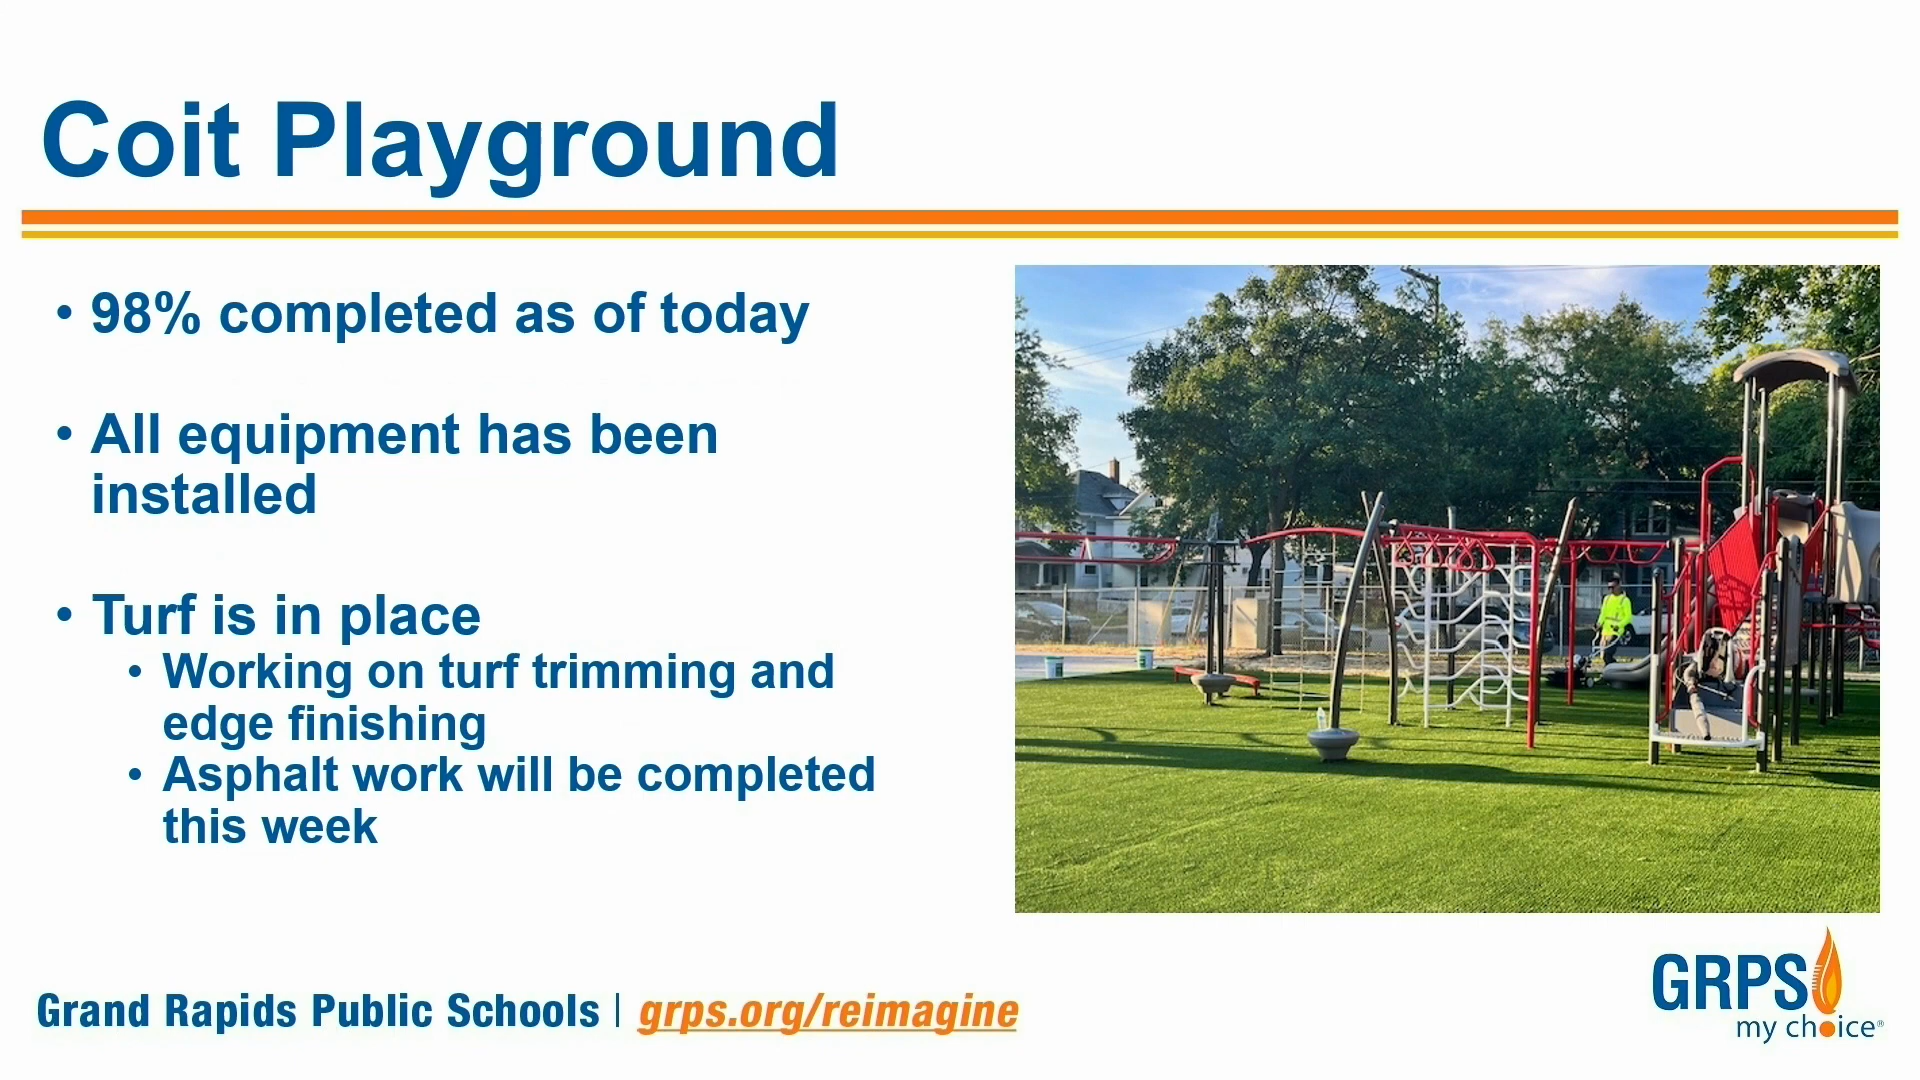 Coit Playground
• 98% completed as of today
• All equipment has been
installed
• Turf is in place
• Working on turf trimming and
edge finishing
• Asphalt work will be completed
this week
Grand Rapids Public Schools | grps.org/reimagine
GRPS
my choice®